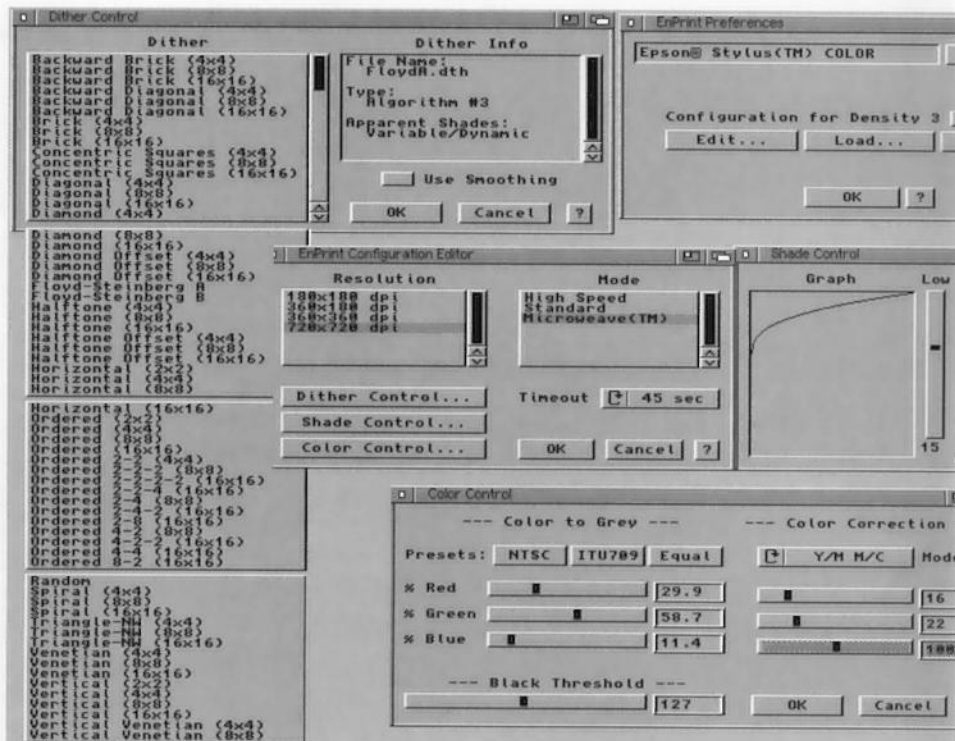 Dither Control
Dither
Backward Brick (4x4)
Backward Brick (8x8)
Backward Brick (16x16)
Backward Diagonal (4x4)
Backward Diagonal (8x8)
Backward Diagonal (16x16)
Brick (4x4)
Brick (8x8)
Brick (16x16)
Concentric Squares (4x4)
Concentric Squares (8x8)
Concentric Squares (16x16)
Diagonal (4x4)
Diagonal (8x8)
Diagonal (16x16)
Diamond (4x4)
Diamond (8x8)
Diamond (16x16)
Diamond Offset (4x4)
Diamond Offset (8x8)
Diamond Offset (16x16)
Floyd-Steinberg A
Floyd-Steinberg B
Halftone (4x4)
Halftone (8x8)
Halftone (16x16)
Halftone Offset (4x4)
Halftone Offset (8x8)
Halftone Offset (16x16)
Horizontal (2x2)
Horizontal (4x4)
Horizontal (8x8)
Horizontal (16x16)
Ordered (2x2)
Ordered (4x4)
Ordered (8x8)
Ordered (16x16)
Ordered 2-2 (4x4)
Ordered 2-2-2 (8x8)
Ordered 2-2-2-2 (16x16)
Ordered 2-2-4 (16x16)
Ordered 2-4 (8x8)
Ordered 2-4-2 (16x16)
Ordered 2-8 (16x16)
Ordered 4-2 (8x8)
Ordered 4-2-2 (16x16)
Ordered 4-4 (16x16)
Ordered 8-2 (16x16)
Random
Spiral (4x4)
Spiral (8x8)
Spiral (16x16)
Triangle-NW (4x4)
Triangle-NW (8x8)
Triangle-NW (16x16)
Venetian (4x4)
Venetian (8x8)
Venetian (16x16)
Vertical (2x2)
Vertical (4x4)
Vertical (8x8)
Vertical (16x16)
Vertical Venetian (4x4)
Vertical Venetian (8x8)
Dither Info
File Name:
FloydA.dth
Type:
Algorithm #3
Apparent Shades:
Variable/Dynamic
Use Smoothing
OK Cancel ?
EnPrint Preferences
Epson® Stylus(TM) COLOR
Configuration for Density 3
Edit... Load...
OK ?
EnPrint Configuration Editor
Resolution
180x180 dpi
360x180 dpi
360x360 dpi
720x720 dpi
Mode
High Speed
Standard
Microweave(TM)
Dither Control...
Shade Control...
Color Control...
Timeout 45 sec
OK Cancel ?
Shade Control
Graph Low
15
Color Control
--- Color to Grey ---
Presets: NTSC ITU709 Equal
% Red 29.9
% Green 58.7
% Blue 11.4
--- Black Threshold ---
127
--- Color Correction
Y/M M/C Mode
16
22
100
OK Cancel